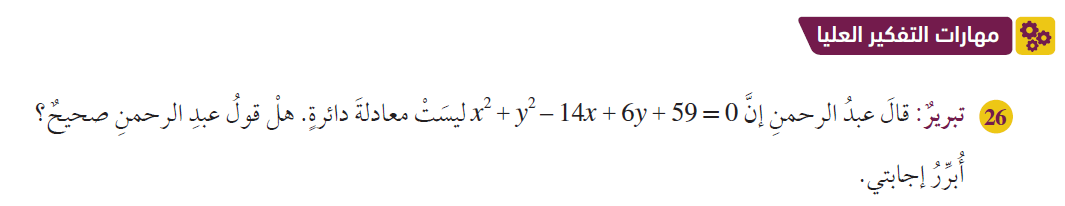 مهارات التفكير العليا
26 تبريرٌ: قالَ عبدُ الرحمنِ إنَّ x² + y² – 14x + 6y + 59 = 0 ليسَتْ معادلةَ دائرةٍ. هلْ قولُ عبدِ الرحمنِ صحيحٌ؟
أُبرِّرُ إجابتي.